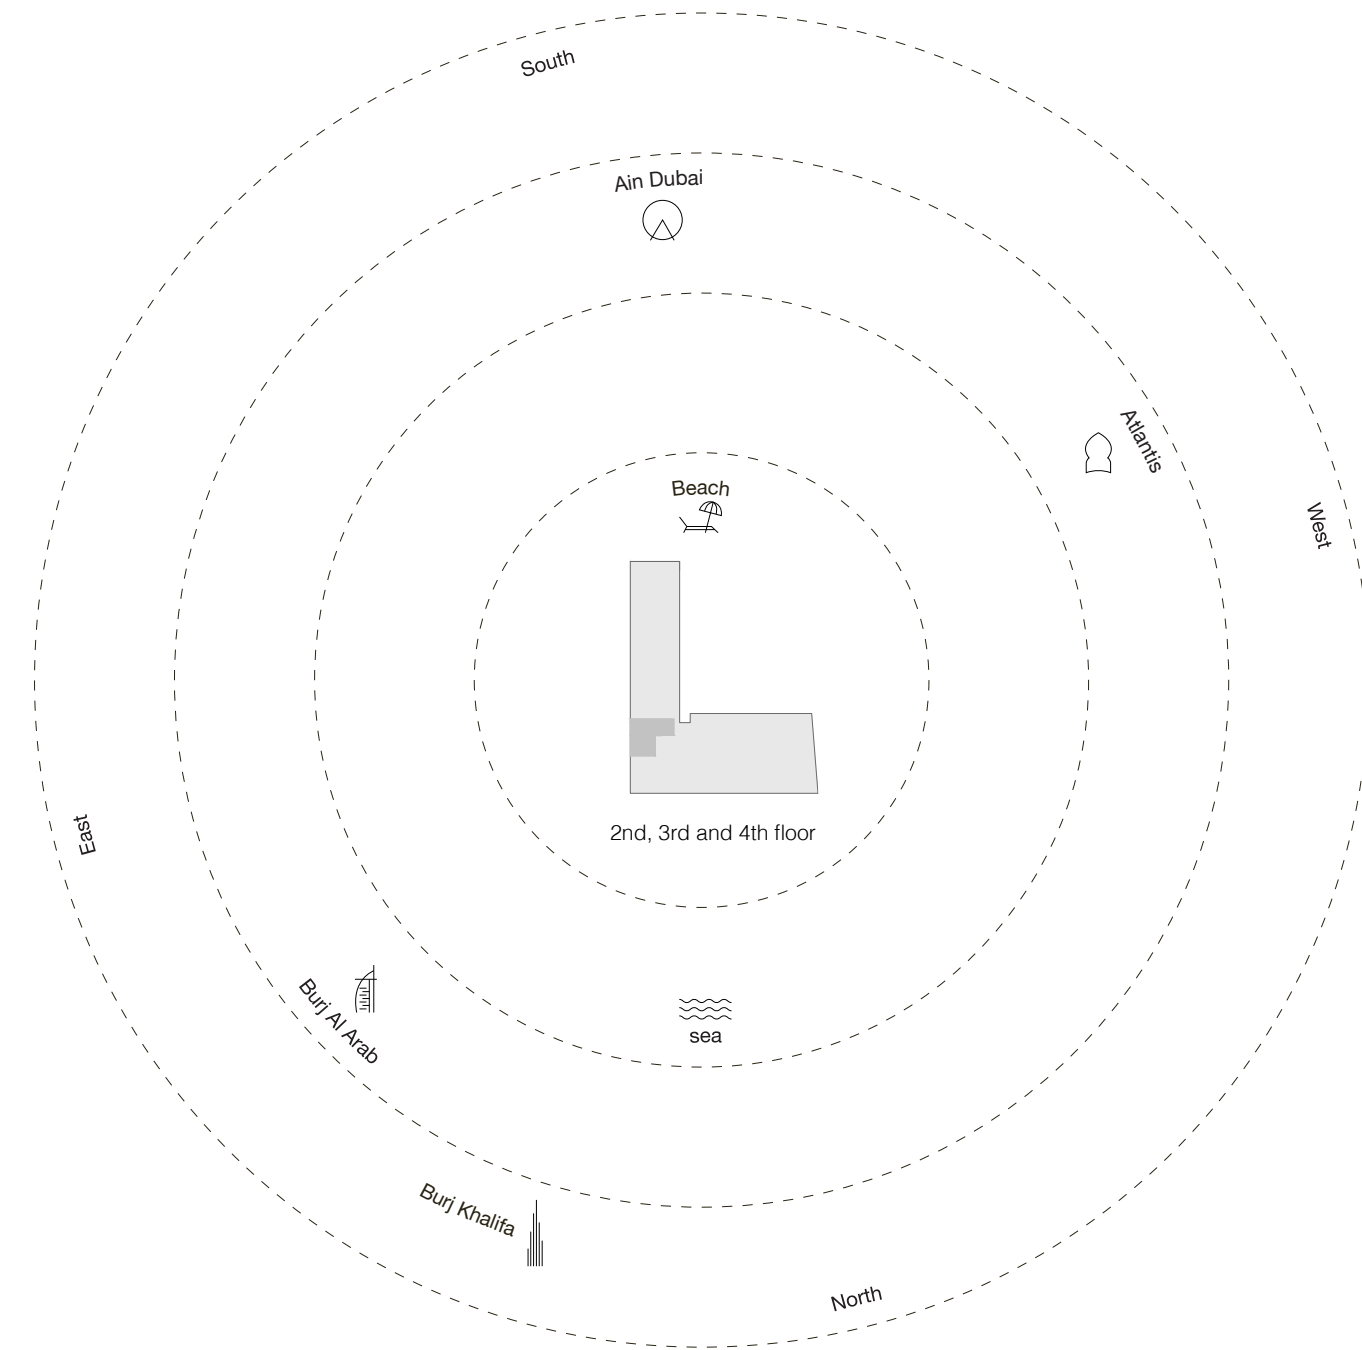 South
Ain Dubai
Atlantis
Beach
West
East
2nd, 3rd and 4th floor
Burj Al Arab
sea
Burj Khalifa
North